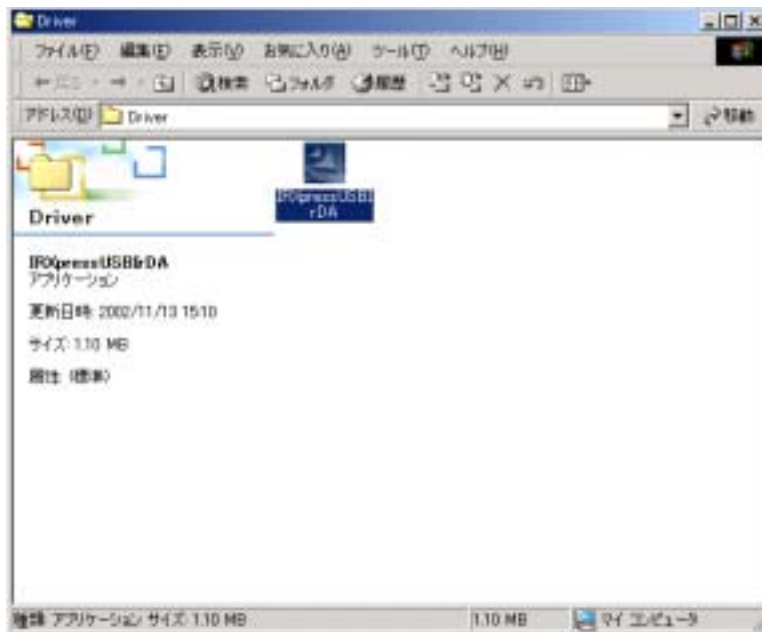 Driver
ファイル(F) 編集(E) 表示(V) お気に入り(A) ツール(T) ヘルプ(H)
戻る 検索 フォルダ 履歴
アドレス(D) Driver 移動
IRXpressUSBI
rDA
Driver
IRXpressUSBIrDA
アプリケーション
更新日時: 2002/11/13 15:10
サイズ: 1.10 MB
属性: (標準)
種類: アプリケーション サイズ: 1.10 MB 1.10 MB マイ コンピュータ